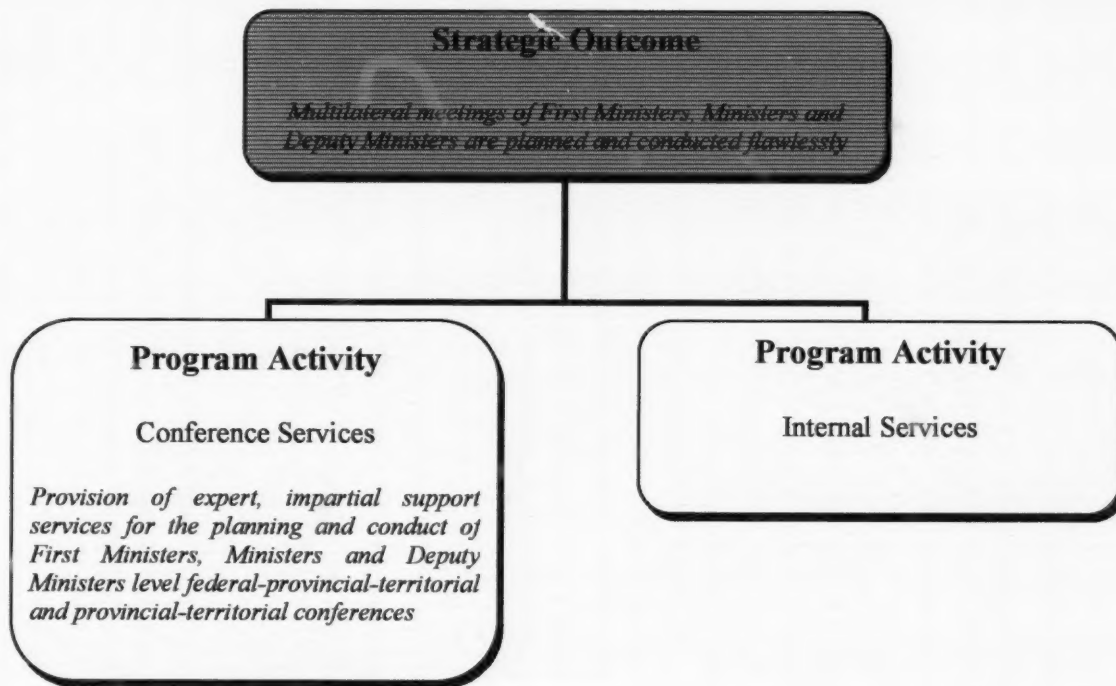 Strategic Outcome
Multilateral meetings of First Ministers, Ministers and
Deputy Ministers are planned and conducted flawlessly
Program Activity
Conference Services
Provision of expert, impartial support
services for the planning and conduct of
First Ministers, Ministers and Deputy
Ministers level federal-provincial-territorial
and provincial-territorial conferences
Program Activity
Internal Services